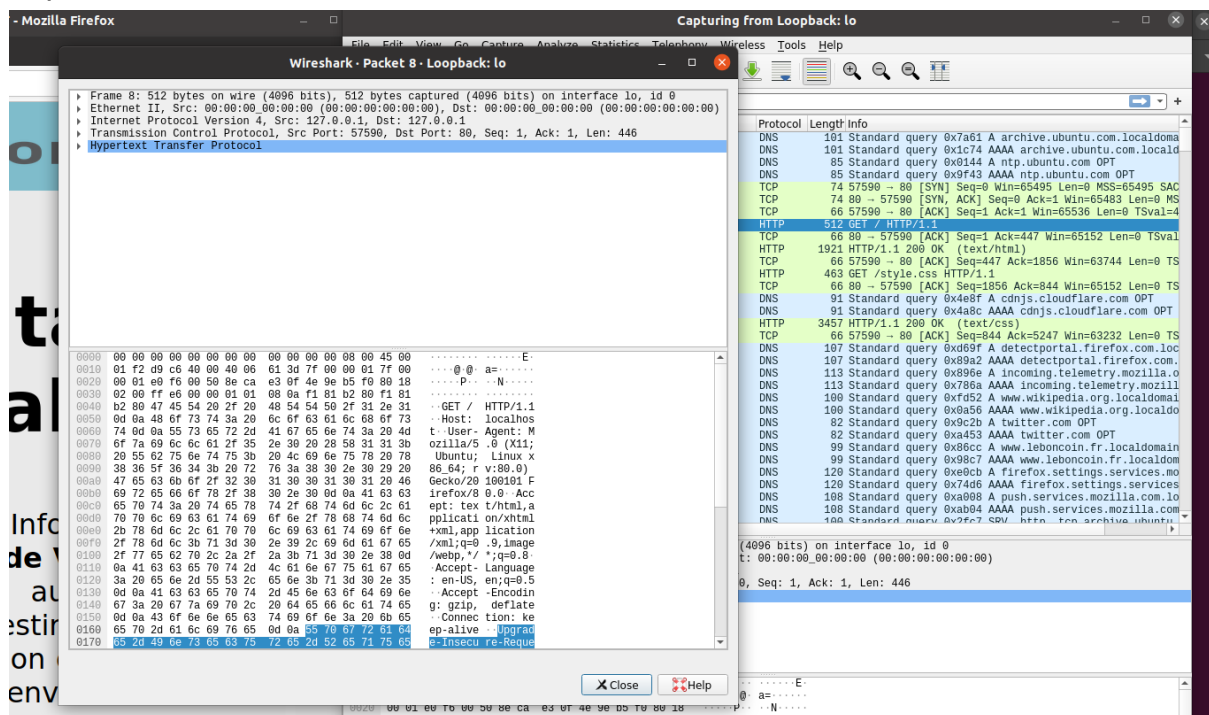 - Mozilla Firefox
Capturing from Loopback: lo
File Edit View Go Capture Analyze Statistics Telephony Wireless Tools Help
Wireshark · Packet 8 · Loopback: lo
Frame 8: 512 bytes on wire (4096 bits), 512 bytes captured (4096 bits) on interface lo, id 0
Ethernet II, Src: 00:00:00_00:00:00 (00:00:00:00:00:00), Dst: 00:00:00_00:00:00 (00:00:00:00:00:00)
Internet Protocol Version 4, Src: 127.0.0.1, Dst: 127.0.0.1
Transmission Control Protocol, Src Port: 57590, Dst Port: 80, Seq: 1, Ack: 1, Len: 446
Hypertext Transfer Protocol
0000 00 00 00 00 00 00 00 00 00 00 00 00 08 00 45 00 ········ ······E·
0010 01 f2 d9 c6 40 00 40 06 61 3d 7f 00 00 01 7f 00 ····@·@· a=······
0020 00 01 e0 f6 00 50 8e ca e3 0f 4e 9e b5 f0 80 18 ·····P·· ··N·····
0030 02 00 ff e6 00 00 01 01 08 0a f1 81 b2 80 f1 81 ········ ········
0040 b2 80 47 45 54 20 2f 20 48 54 54 50 2f 31 2e 31 ··GET / HTTP/1.1
0050 0d 0a 48 6f 73 74 3a 20 6c 6f 63 61 6c 68 6f 73 ··Host: localhos
0060 74 0d 0a 55 73 65 72 2d 41 67 65 6e 74 3a 20 4d t··User- Agent: M
0070 6f 7a 69 6c 6c 61 2f 35 2e 30 20 28 58 31 31 3b ozilla/5 .0 (X11;
0080 20 55 62 75 6e 74 75 3b 20 4c 69 6e 75 78 20 78 Ubuntu; Linux x
0090 38 36 5f 36 34 3b 20 72 76 3a 38 30 2e 30 29 20 86_64; r v:80.0)
00a0 47 65 63 6b 6f 2f 32 30 31 30 30 31 30 31 20 46 Gecko/20 100101 F
00b0 69 72 65 66 6f 78 2f 38 30 2e 30 0d 0a 41 63 63 irefox/8 0.0··Acc
00c0 65 70 74 3a 20 74 65 78 74 2f 68 74 6d 6c 2c 61 ept: tex t/html,a
00d0 70 70 6c 69 63 61 74 69 6f 6e 2f 78 68 74 6d 6c pplicati on/xhtml
00e0 2b 78 6d 6c 2c 61 70 70 6c 69 63 61 74 69 6f 6e +xml,app lication
00f0 2f 78 6d 6c 3b 71 3d 30 2e 39 2c 69 6d 61 67 65 /xml;q=0 .9,image
0100 2f 77 65 62 70 2c 2a 2f 2a 3b 71 3d 30 2e 38 0d /webp,*/ *;q=0.8·
0110 0a 41 63 63 65 70 74 2d 4c 61 6e 67 75 61 67 65 ·Accept- Language
0120 3a 20 65 6e 2d 55 53 2c 65 6e 3b 71 3d 30 2e 35 : en-US, en;q=0.5
0130 0d 0a 41 63 63 65 70 74 2d 45 6e 63 6f 64 69 6e ··Accept -Encodin
0140 67 3a 20 67 7a 69 70 2c 20 64 65 66 6c 61 74 65 g: gzip, deflate
0150 0d 0a 43 6f 6e 6e 65 63 74 69 6f 6e 3a 20 6b 65 ··Connec tion: ke
0160 65 70 2d 61 6c 69 76 65 0d 0a 55 70 67 72 61 64 ep-alive ··Upgrad
0170 65 2d 49 6e 73 65 63 75 72 65 2d 52 65 71 75 65 e-Insecu re-Reque
Close Help
Protocol Length Info
DNS 101 Standard query 0x7a61 A archive.ubuntu.com.localdoma
DNS 101 Standard query 0x1c74 AAAA archive.ubuntu.com.locald
DNS 85 Standard query 0x0144 A ntp.ubuntu.com OPT
DNS 85 Standard query 0x9f43 AAAA ntp.ubuntu.com OPT
TCP 74 57590 → 80 [SYN] Seq=0 Win=65495 Len=0 MSS=65495 SAC
TCP 74 80 → 57590 [SYN, ACK] Seq=0 Ack=1 Win=65483 Len=0 MS
TCP 66 57590 → 80 [ACK] Seq=1 Ack=1 Win=65536 Len=0 TSval=4
HTTP 512 GET / HTTP/1.1
TCP 66 80 → 57590 [ACK] Seq=1 Ack=447 Win=65152 Len=0 TSval
HTTP 1921 HTTP/1.1 200 OK (text/html)
TCP 66 57590 → 80 [ACK] Seq=447 Ack=1856 Win=63744 Len=0 TS
HTTP 463 GET /style.css HTTP/1.1
TCP 66 80 → 57590 [ACK] Seq=1856 Ack=844 Win=65152 Len=0 TS
DNS 91 Standard query 0x4e8f A cdnjs.cloudflare.com OPT
DNS 91 Standard query 0x4a8c AAAA cdnjs.cloudflare.com OPT
HTTP 3457 HTTP/1.1 200 OK (text/css)
TCP 66 57590 → 80 [ACK] Seq=844 Ack=5247 Win=63232 Len=0 TS
DNS 107 Standard query 0xd69f A detectportal.firefox.com.loc
DNS 107 Standard query 0x89a2 AAAA detectportal.firefox.com.
DNS 113 Standard query 0x896e A incoming.telemetry.mozilla.o
DNS 113 Standard query 0x786a AAAA incoming.telemetry.mozill
DNS 100 Standard query 0xfd52 A www.wikipedia.org.localdomai
DNS 100 Standard query 0x0a56 AAAA www.wikipedia.org.localdo
DNS 82 Standard query 0x9c2b A twitter.com OPT
DNS 82 Standard query 0xa453 AAAA twitter.com OPT
DNS 99 Standard query 0x86cc A www.leboncoin.fr.localdomain
DNS 99 Standard query 0x98c7 AAAA www.leboncoin.fr.localdom
DNS 120 Standard query 0xe0cb A firefox.settings.services.mo
DNS 120 Standard query 0x74d6 AAAA firefox.settings.services
DNS 108 Standard query 0xa008 A push.services.mozilla.com.lo
DNS 108 Standard query 0xab04 AAAA push.services.mozilla.com
DNS 100 Standard query 0x2fc7 SRV _http._tcp.archive.ubuntu.
(4096 bits) on interface lo, id 0
t: 00:00:00_00:00:00 (00:00:00:00:00:00)
0, Seq: 1, Ack: 1, Len: 446
······E·
@· a=······
0020 00 01 e0 f6 00 50 8e ca e3 0f 4e 9e b5 f0 80 18 ·····P·· ··N·····
or
ta
al
Info
de V
au
estin
on
env